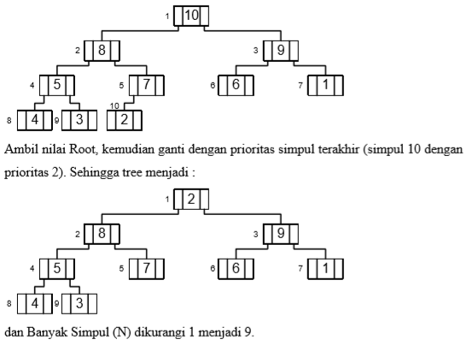 1 10
2 8 3 9
4 5 5 7 6 6 7 1
10
8 4 9 3 2
Ambil nilai Root, kemudian ganti dengan prioritas simpul terakhir (simpul 10 dengan
prioritas 2). Sehingga tree menjadi :
1 2
2 8 3 9
4 5 5 7 6 6 7 1
8 4 9 3
dan Banyak Simpul (N) dikurangi 1 menjadi 9.